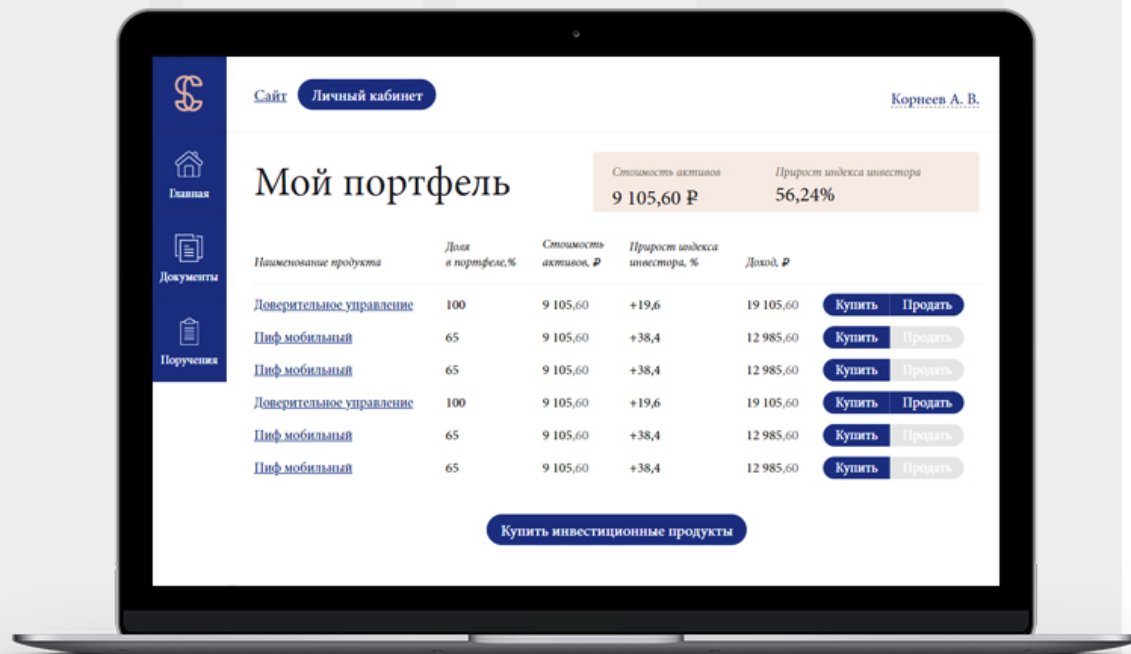 Сайт Личный кабинет Корнеев А. В.
Главная
Документы
Поручения
Мой портфель
Стоимость активов Прирост индекса инвестора
9 105,60 ₽ 56,24%
Наименование продукта Доля в портфеле,% Стоимость активов, ₽ Прирост индекса инвестора, % Доход, ₽
Доверительное управление 100 9 105,60 +19,6 19 105,60 Купить Продать
Пиф мобильный 65 9 105,60 +38,4 12 985,60 Купить Продать
Пиф мобильный 65 9 105,60 +38,4 12 985,60 Купить Продать
Доверительное управление 100 9 105,60 +19,6 19 105,60 Купить Продать
Пиф мобильный 65 9 105,60 +38,4 12 985,60 Купить Продать
Пиф мобильный 65 9 105,60 +38,4 12 985,60 Купить Продать
Купить инвестиционные продукты